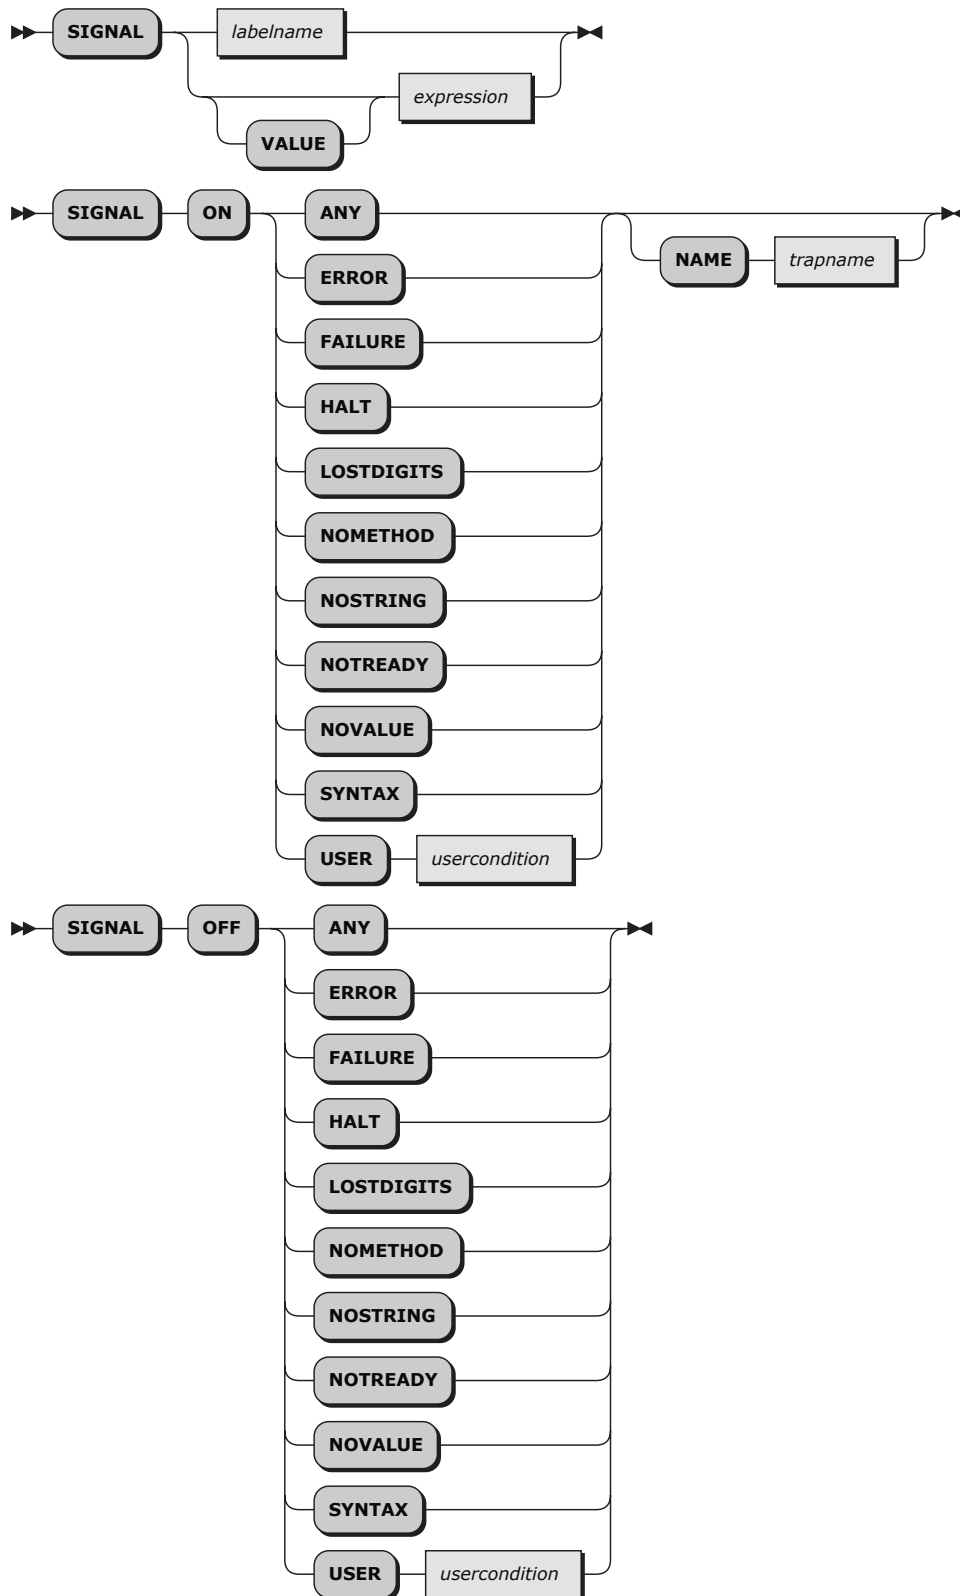 SIGNAL labelname
expression
VALUE
SIGNAL ON ANY
NAME trapname
ERROR
FAILURE
HALT
LOSTDIGITS
NOMETHOD
NOSTRING
NOTREADY
NOVALUE
SYNTAX
USER usercondition
SIGNAL OFF ANY
ERROR
FAILURE
HALT
LOSTDIGITS
NOMETHOD
NOSTRING
NOTREADY
NOVALUE
SYNTAX
USER usercondition